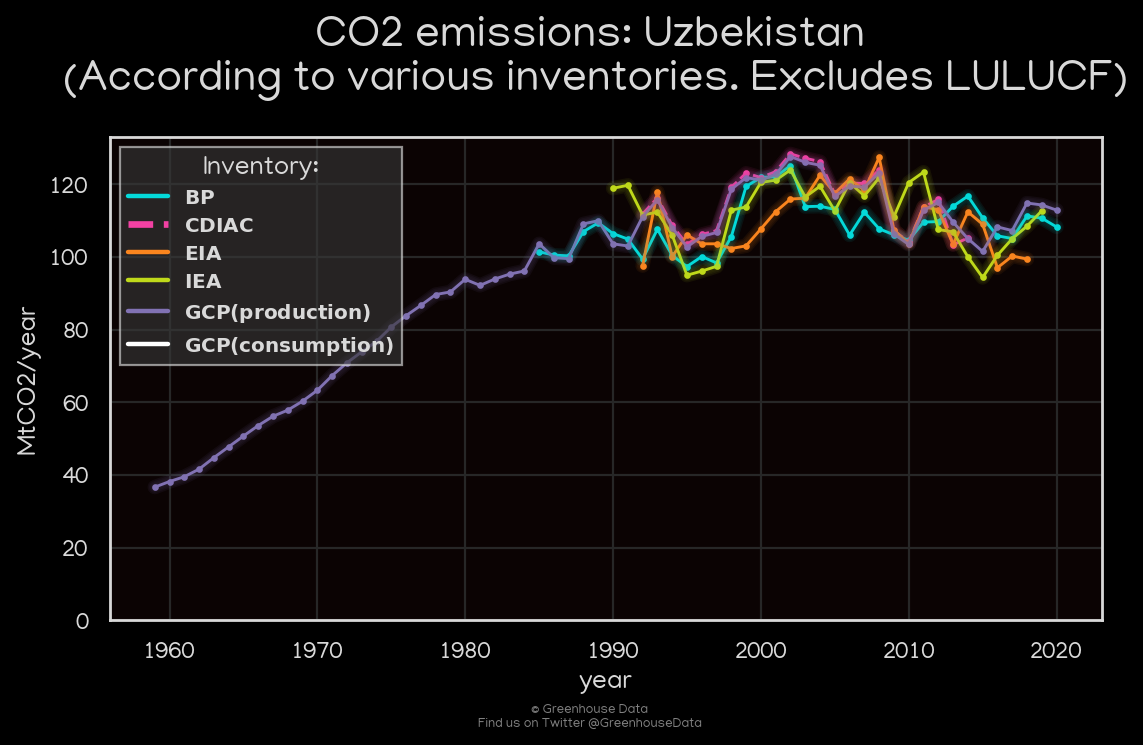 CO2 emissions: Uzbekistan
(According to various inventories. Excludes LULUCF)
Inventory:
BP
CDIAC
EIA
IEA
GCP(production)
GCP(consumption)
MtCO2/year
120
100
80
60
40
20
0
1960 1970 1980 1990 2000 2010 2020
year
© Greenhouse Data
Find us on Twitter @GreenhouseData